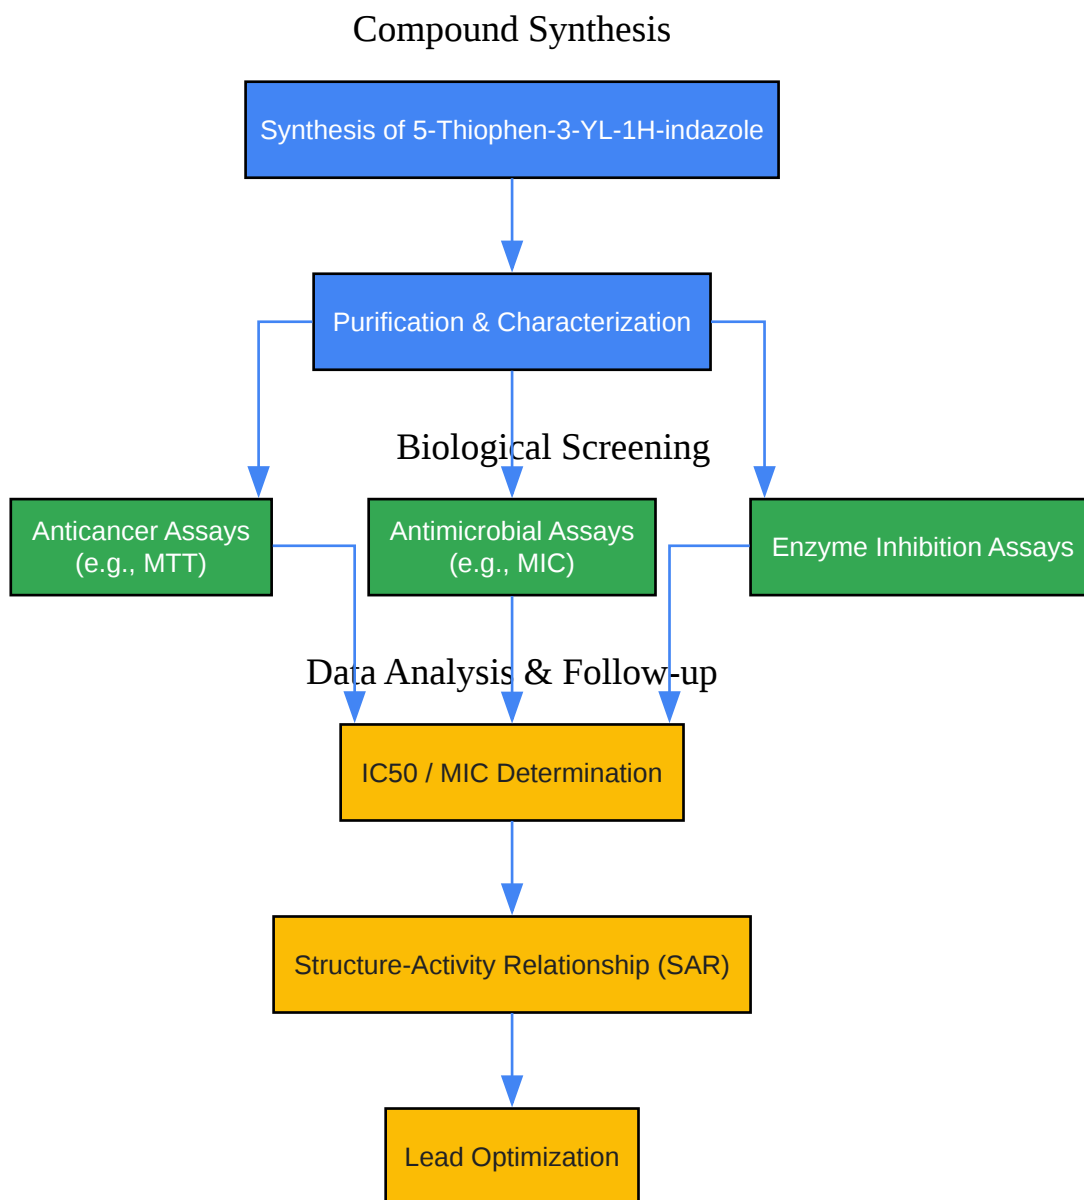 Compound Synthesis
Synthesis of 5-Thiophen-3-YL-1H-indazole
Purification & Characterization
Biological Screening
Anticancer Assays
(e.g., MTT)
Antimicrobial Assays
(e.g., MIC)
Enzyme Inhibition Assays
Data Analysis & Follow-up
IC50 / MIC Determination
Structure-Activity Relationship (SAR)
Lead Optimization